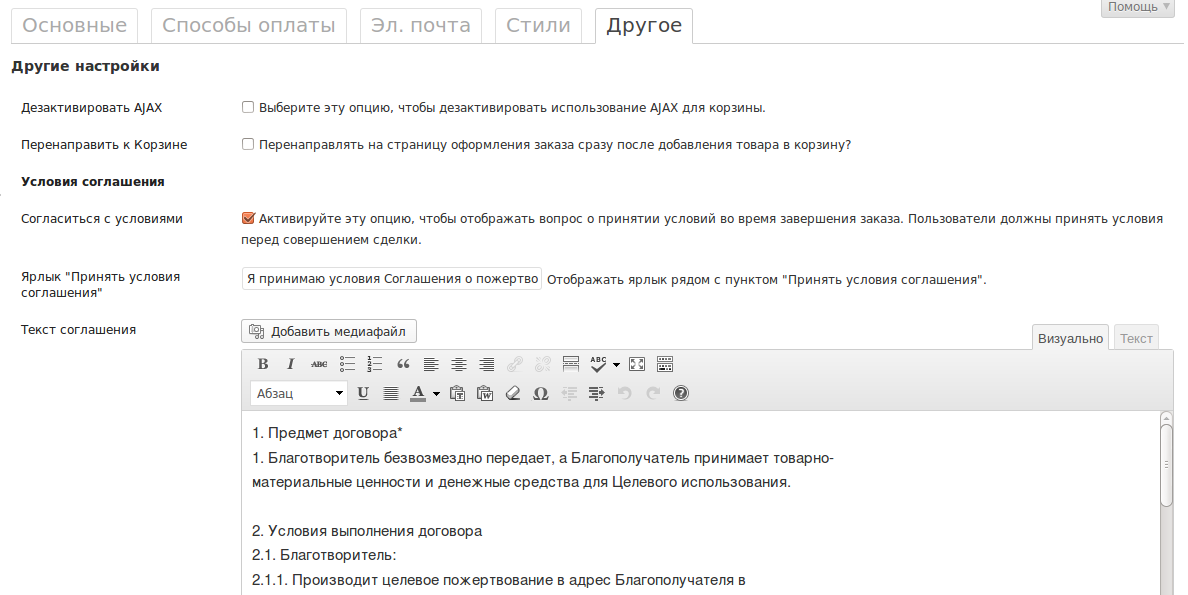 Помощь
Основные
Способы оплаты
Эл. почта
Стили
Другое
Другие настройки
Дезактивировать AJAX
Выберите эту опцию, чтобы дезактивировать использование AJAX для корзины.
Перенаправить к Корзине
Перенаправлять на страницу оформления заказа сразу после добавления товара в корзину?
Условия соглашения
Согласиться с условиями
Активируйте эту опцию, чтобы отображать вопрос о принятии условий во время завершения заказа. Пользователи должны принять условия
перед совершением сделки.
Ярлык "Принять условия
соглашения"
Я принимаю условия Соглашения о пожертво
Отображать ярлык рядом с пунктом "Принять условия соглашения".
Текст соглашения
Добавить медиафайл
Визуально
Текст
B I ABC
ABC
Абзац
U A
1. Предмет договора*
1. Благотворитель безвозмездно передает, а Благополучатель принимает товарно-
материальные ценности и денежные средства для Целевого использования.
2. Условия выполнения договора
2.1. Благотворитель:
2.1.1. Производит целевое пожертвование в адрес Благополучателя в